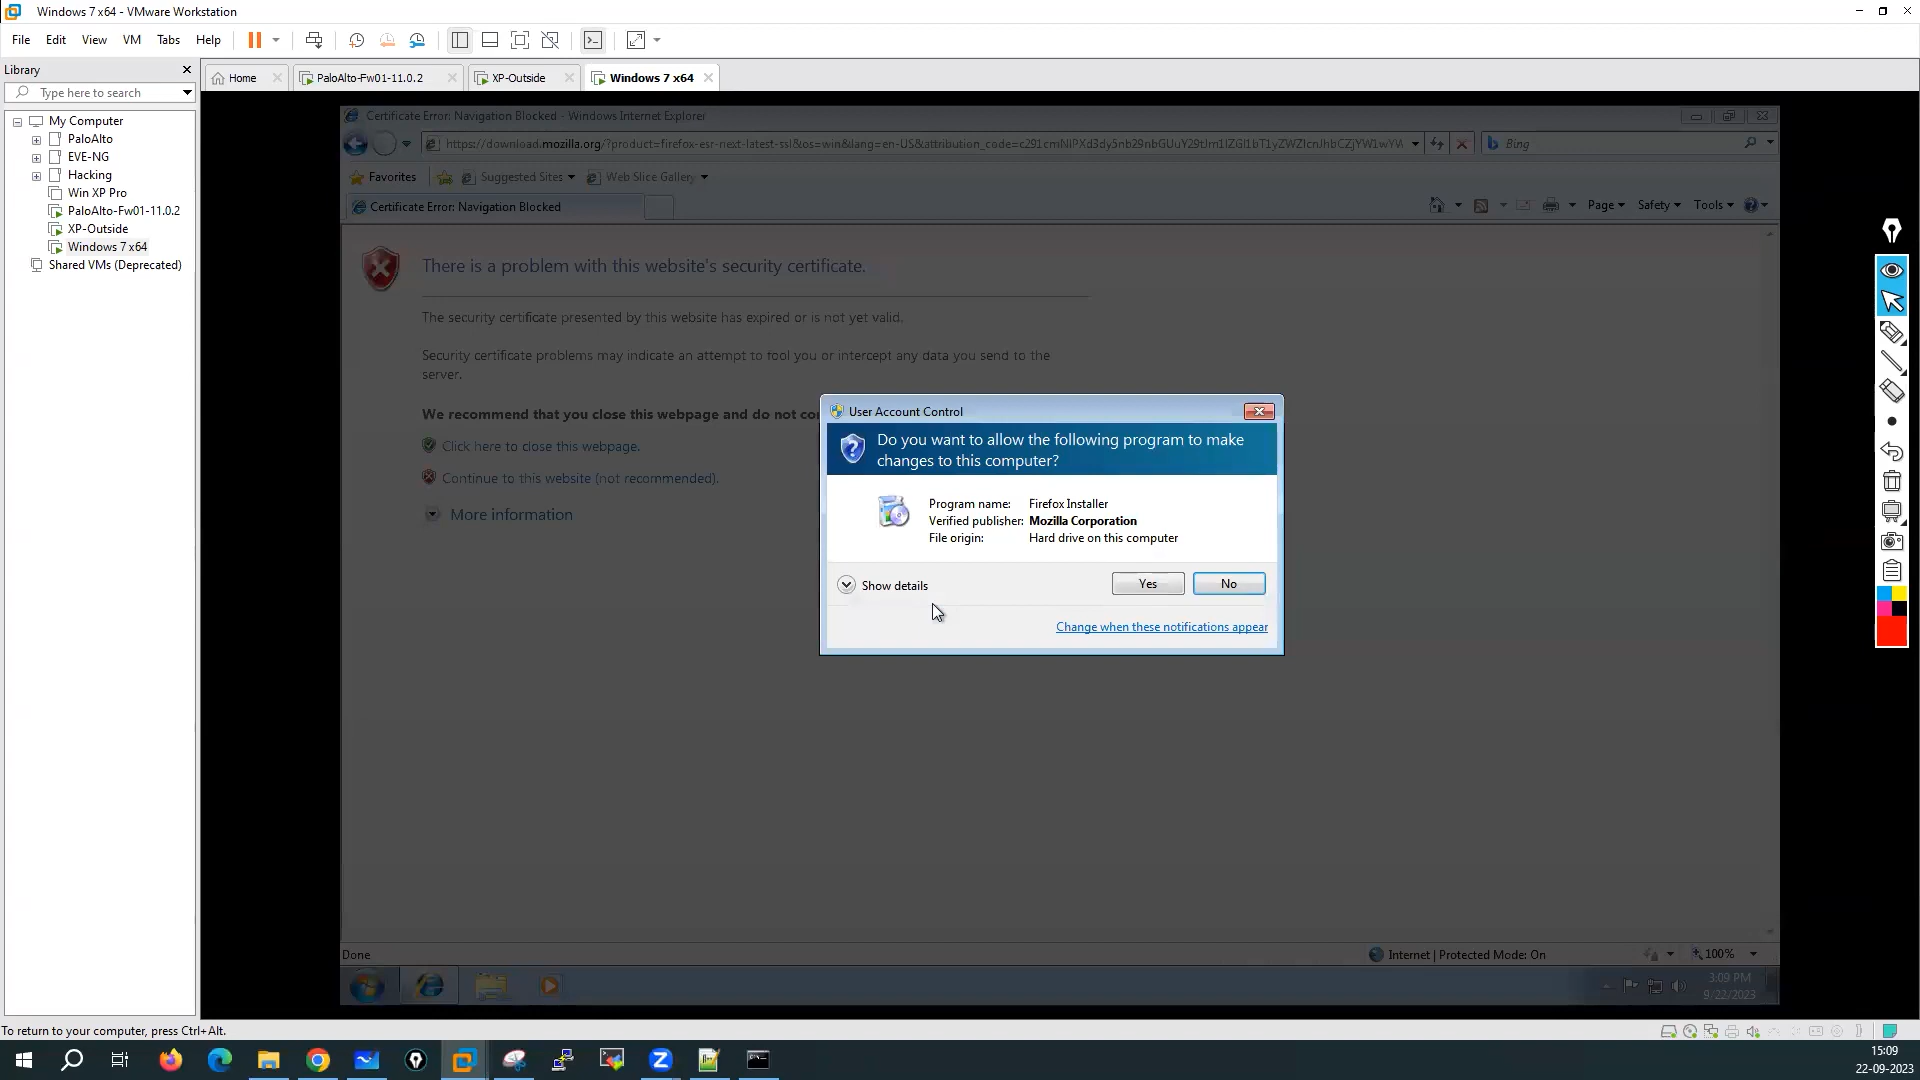 Windows 7 x64 - VMware Workstation
File Edit View VM Tabs Help
Library
Type here to search
Home
PaloAlto-Fw01-11.0.2
XP-Outside
Windows 7 x64
My Computer
PaloAlto
EVE-NG
Hacking
Win XP Pro
PaloAlto-Fw01-11.0.2
XP-Outside
Windows 7 x64
Shared VMs (Deprecated)
Certificate Error: Navigation Blocked - Windows Internet Explorer
Bing
Favorites
Suggested Sites
Web Slice Gallery
Certificate Error: Navigation Blocked
Page
Safety
Tools
There is a problem with this website's security certificate.
The security certificate presented by this website has expired or is not yet valid.
Security certificate problems may indicate an attempt to fool you or intercept any data you send to the
server.
We recommend that you close this webpage and do not
Click here to close this webpage.
Continue to this website (not recommended).
More information
User Account Control
Do you want to allow the following program to make
changes to this computer?
Program name: Firefox Installer
Verified publisher: Mozilla Corporation
File origin: Hard drive on this computer
Show details
Yes
No
Change when these notifications appear
Done
Internet | Protected Mode: On
100%
3:09 PM
9/22/2023
To return to your computer, press Ctrl+Alt.
15:09
22-09-2023